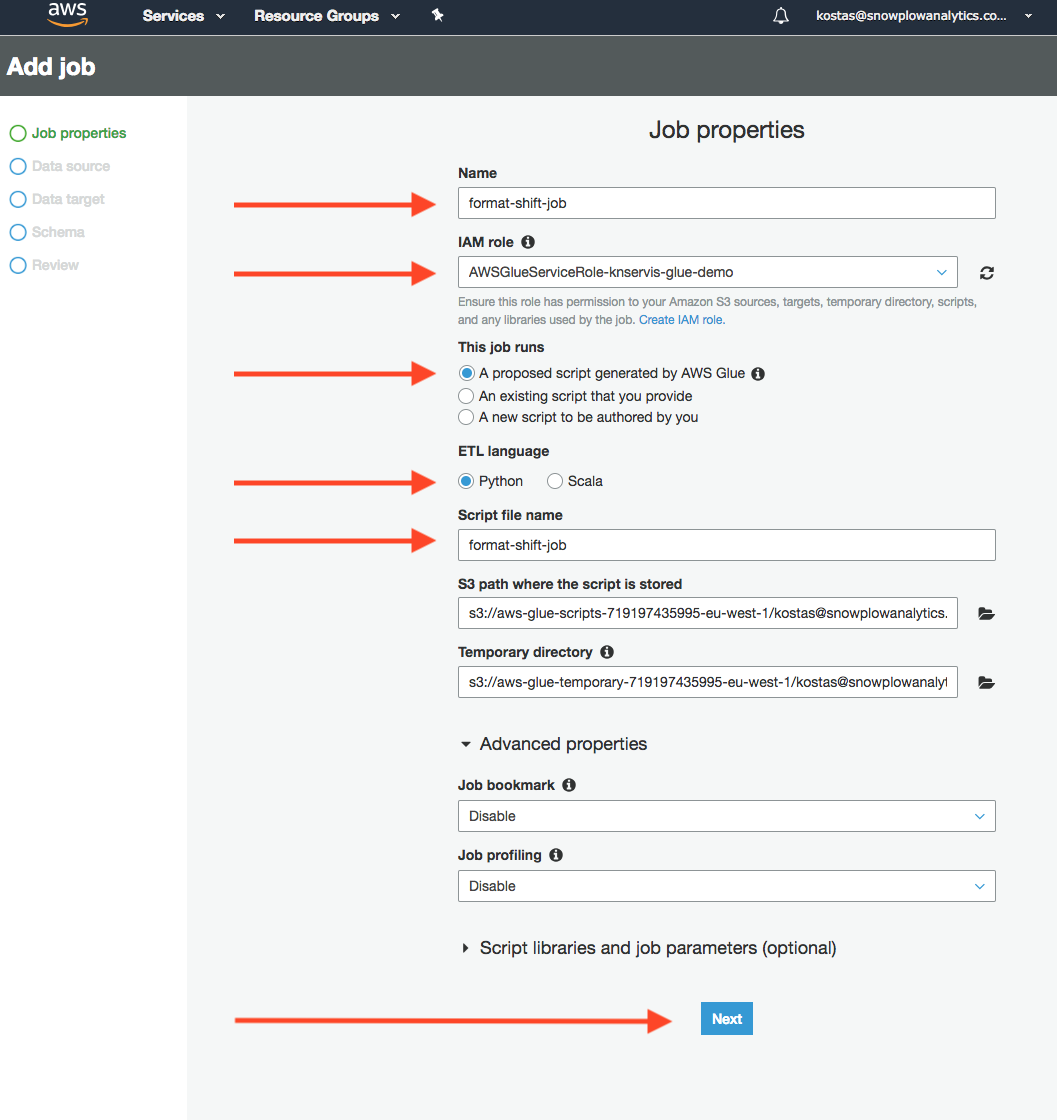 aws
Services
Resource Groups
kostas@snowplowanalytics.co...
Add job
Job properties
Data source
Data target
Schema
Review
Job properties
Name
format-shift-job
IAM role
AWSGlueServiceRole-knservis-glue-demo
Ensure this role has permission to your Amazon S3 sources, targets, temporary directory, scripts,
and any libraries used by the job. Create IAM role.
This job runs
A proposed script generated by AWS Glue
An existing script that you provide
A new script to be authored by you
ETL language
Python
Scala
Script file name
format-shift-job
S3 path where the script is stored
s3://aws-glue-scripts-719197435995-eu-west-1/kostas@snowplowanalytics.
Temporary directory
s3://aws-glue-temporary-719197435995-eu-west-1/kostas@snowplowanalyt
Advanced properties
Job bookmark
Disable
Job profiling
Disable
Script libraries and job parameters (optional)
Next